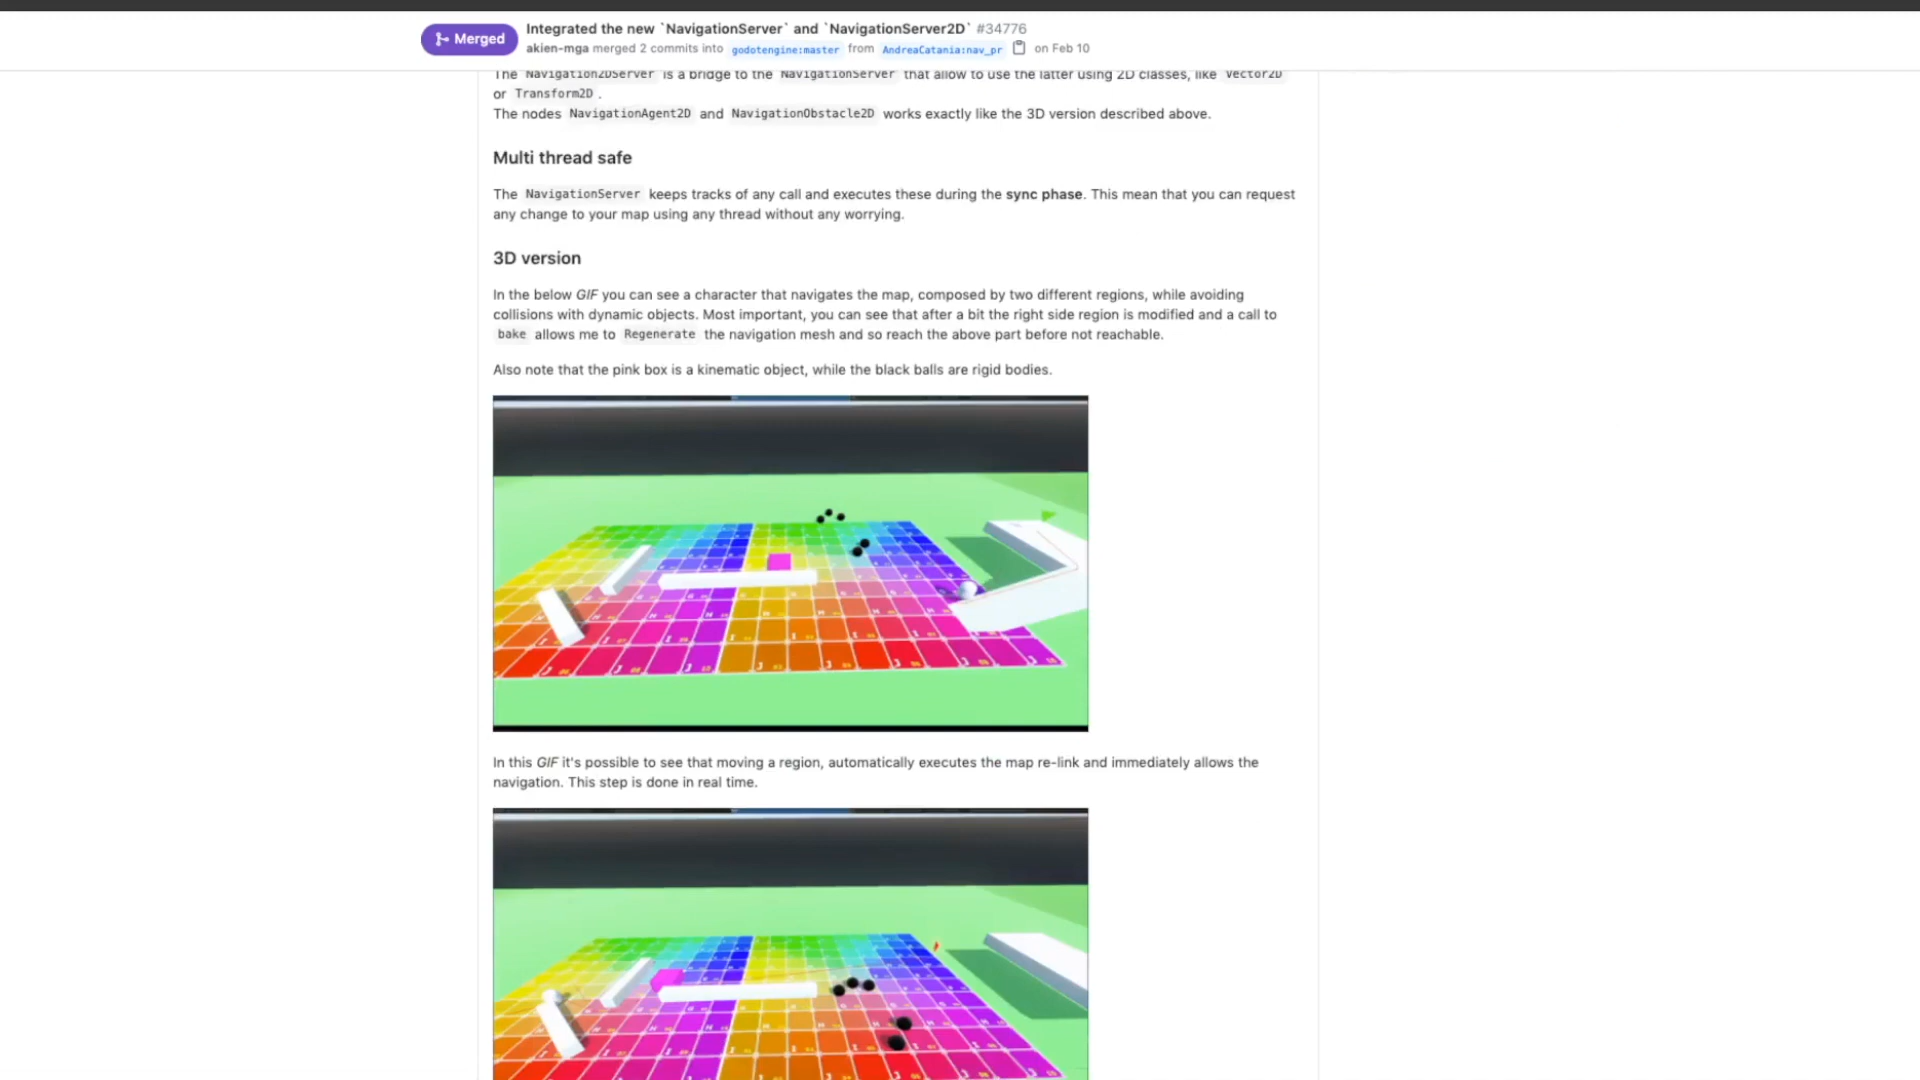 Merged
Integrated the new `NavigationServer` and `NavigationServer2D` #34776
akien-mga merged 2 commits into godotengine:master from AndreaCatania:nav_pr on Feb 10
The Navigation2DServer is a bridge to the NavigationServer that allow to use the latter using 2D classes, like Vector2D
or Transform2D .
The nodes NavigationAgent2D and NavigationObstacle2D works exactly like the 3D version described above.
Multi thread safe
The NavigationServer keeps tracks of any call and executes these during the sync phase. This mean that you can request
any change to your map using any thread without any worrying.
3D version
In the below GIF you can see a character that navigates the map, composed by two different regions, while avoiding
collisions with dynamic objects. Most important, you can see that after a bit the right side region is modified and a call to
bake allows me to Regenerate the navigation mesh and so reach the above part before not reachable.
Also note that the pink box is a kinematic object, while the black balls are rigid bodies.
In this GIF it's possible to see that moving a region, automatically executes the map re-link and immediately allows the
navigation. This step is done in real time.